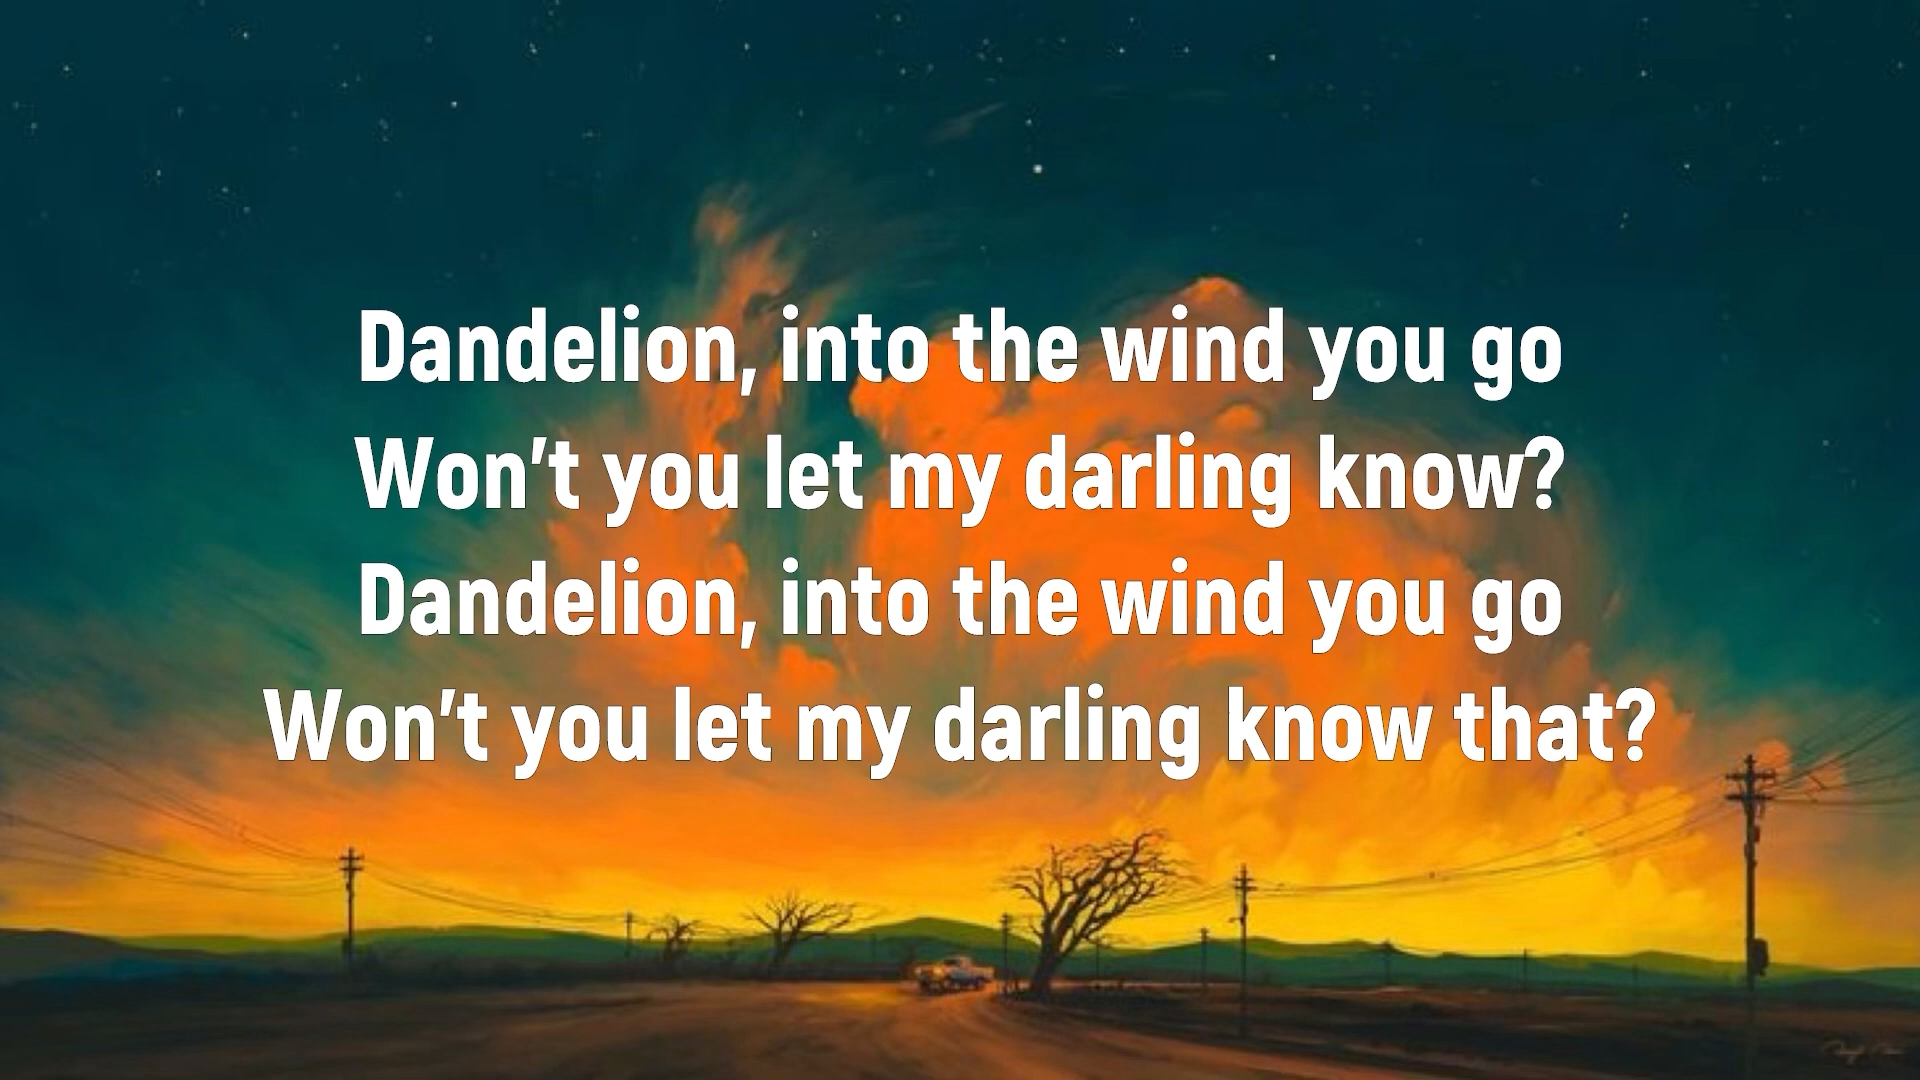 Dandelion, into the wind you go
Won't you let my darling know?
Dandelion, into the wind you go
Won't you let my darling know that?